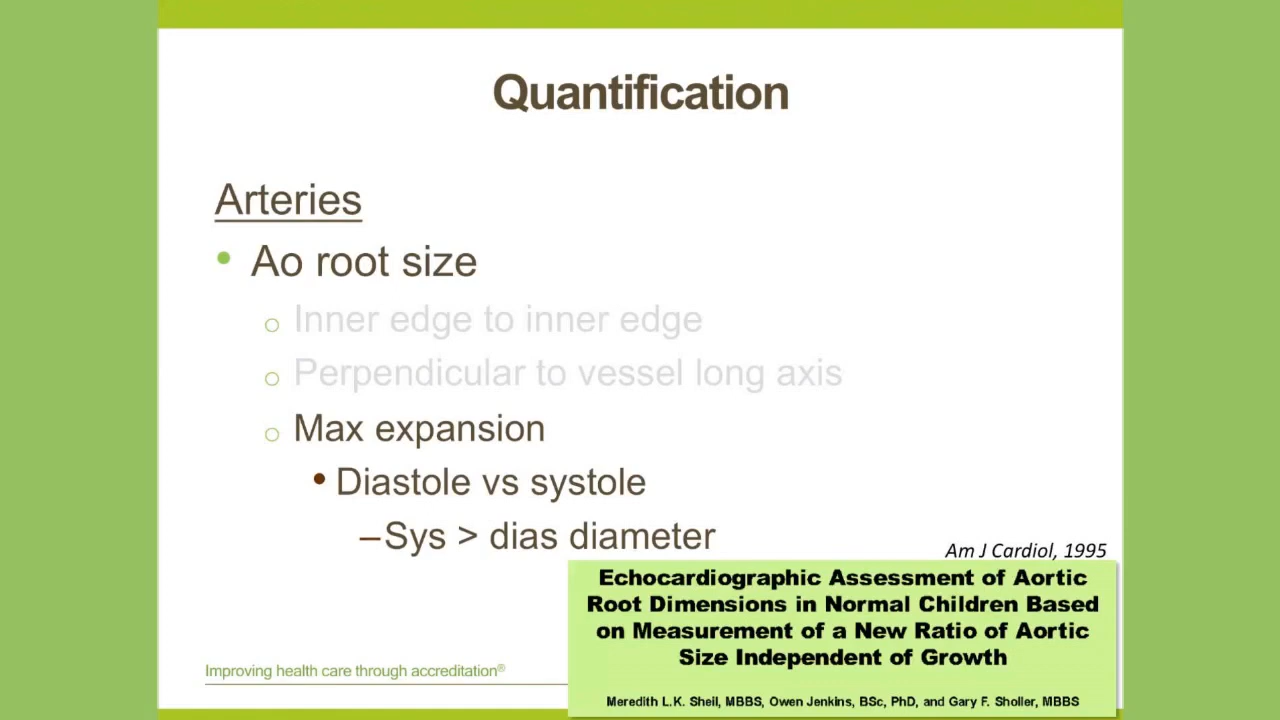 Quantification
Arteries
• Ao root size
o Inner edge to inner edge
o Perpendicular to vessel long axis
o Max expansion
• Diastole vs systole
–Sys > dias diameter
Am J Cardiol, 1995
Echocardiographic Assessment of Aortic
Root Dimensions in Normal Children Based
on Measurement of a New Ratio of Aortic
Size Independent of Growth
Meredith L.K. Sheil, MBBS, Owen Jenkins, BSc, PhD, and Gary F. Sholler, MBBS
Improving health care through accreditation®